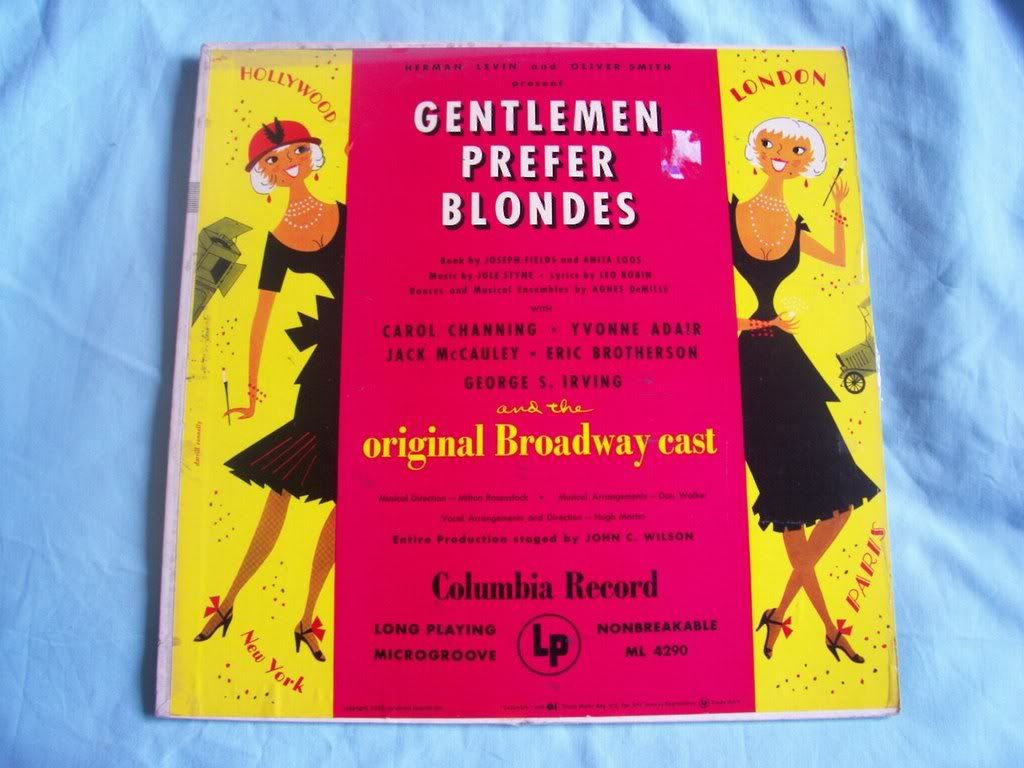 HOLLYWOOD
New York
darrill connelly
HERMAN LEVIN and OLIVER SMITH
present
GENTLEMEN
PREFER
BLONDES
Book by JOSEPH FIELDS and ANITA LOOS
Music by JULE STYNE • Lyrics by LEO ROBIN
Dances and Musical Ensembles by AGNES DeMILLE
WITH
CAROL CHANNING • YVONNE ADAIR
JACK McCAULEY • ERIC BROTHERSON
GEORGE S. IRVING
and the
original Broadway cast
Musical Direction — Milton Rosenstock • Musical Arrangements — Don Walker
Vocal Arrangements and Direction — Hugh Martin
Entire Production staged by JOHN C. WILSON
Columbia Record
LONG PLAYING
MICROGROOVE
LP
NONBREAKABLE
ML 4290
LONDON
PARIS